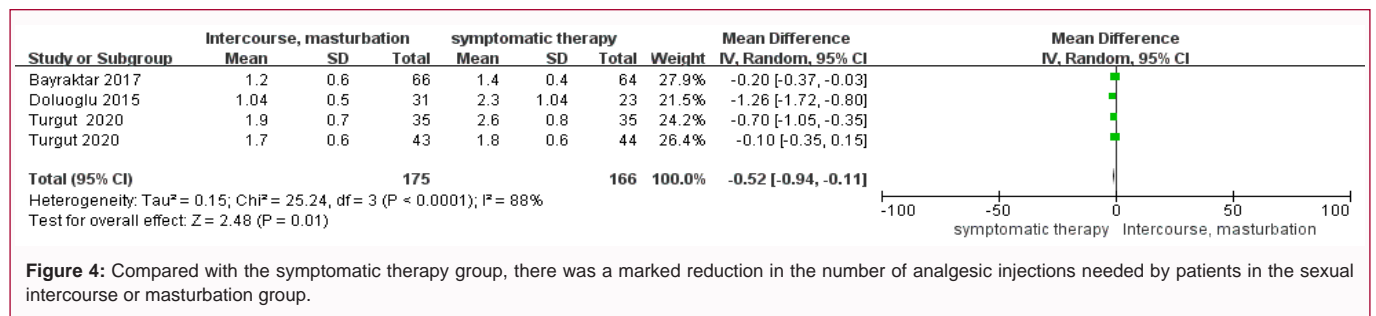 Intercourse, masturbation symptomatic therapy Mean Difference Mean Difference
Study or Subgroup Mean SD Total Mean SD Total Weight IV, Random, 95% CI IV, Random, 95% CI
Bayraktar 2017 1.2 0.6 66 1.4 0.4 64 27.9% -0.20 [-0.37, -0.03]
Doluoglu 2015 1.04 0.5 31 2.3 1.04 23 21.5% -1.26 [-1.72, -0.80]
Turgut 2020 1.9 0.7 35 2.6 0.8 35 24.2% -0.70 [-1.05, -0.35]
Turgut 2020 1.7 0.6 43 1.8 0.6 44 26.4% -0.10 [-0.35, 0.15]
Total (95% CI) 175 166 100.0% -0.52 [-0.94, -0.11]
Heterogeneity: Tau² = 0.15; Chi² = 25.24, df = 3 (P < 0.0001); I² = 88%
Test for overall effect: Z = 2.48 (P = 0.01)
-100 -50 0 50 100
symptomatic therapy Intercourse, masturbation
Figure 4: Compared with the symptomatic therapy group, there was a marked reduction in the number of analgesic injections needed by patients in the sexual
intercourse or masturbation group.